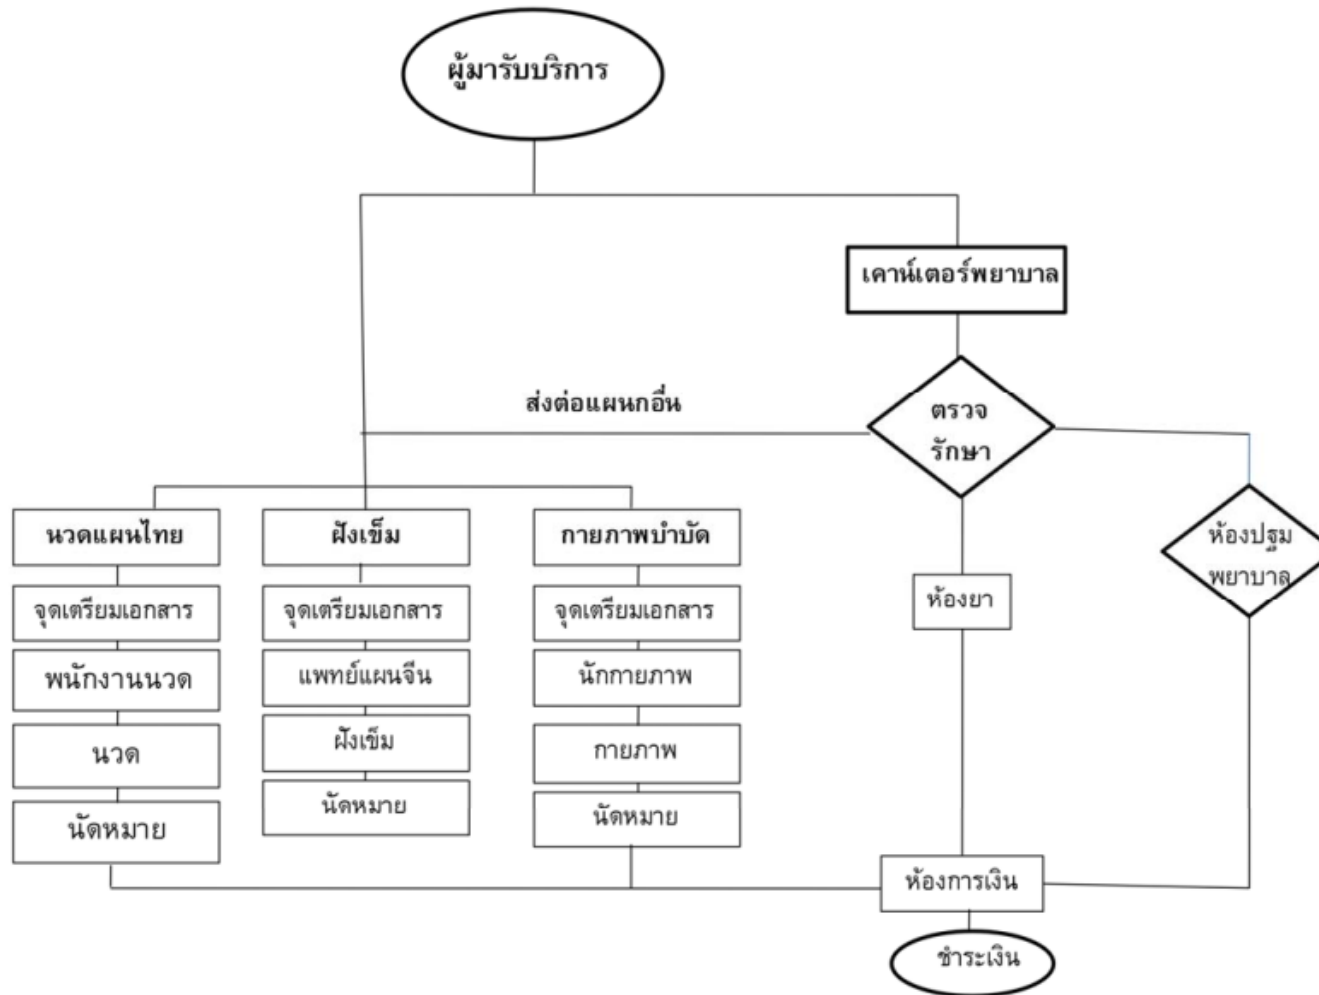 ผู้มารับบริการ
เคาน์เตอร์พยาบาล
ส่งต่อแผนกอื่น
ตรวจ
รักษา
นวดแผนไทย
ฝังเข็ม
กายภาพบำบัด
ห้องปฐม
พยาบาล
จุดเตรียมเอกสาร
จุดเตรียมเอกสาร
จุดเตรียมเอกสาร
ห้องยา
พนักงานนวด
แพทย์แผนจีน
นักกายภาพ
นวด
ฝังเข็ม
กายภาพ
นัดหมาย
นัดหมาย
นัดหมาย
ห้องการเงิน
ชำระเงิน